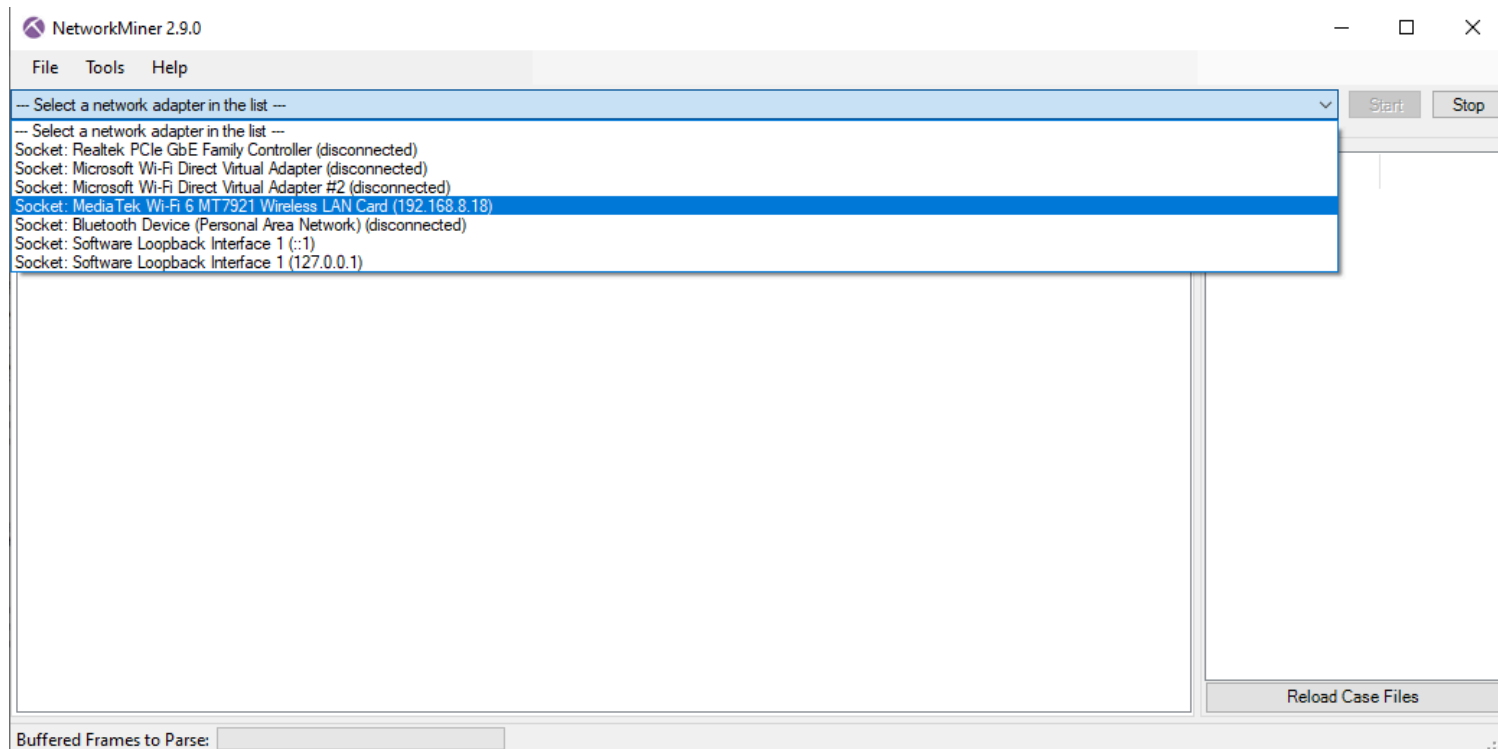 NetworkMiner 2.9.0
File Tools Help
--- Select a network adapter in the list ---
Start Stop
--- Select a network adapter in the list ---
Socket: Realtek PCIe GbE Family Controller (disconnected)
Socket: Microsoft Wi-Fi Direct Virtual Adapter (disconnected)
Socket: Microsoft Wi-Fi Direct Virtual Adapter #2 (disconnected)
Socket: MediaTek Wi-Fi 6 MT7921 Wireless LAN Card (192.168.8.18)
Socket: Bluetooth Device (Personal Area Network) (disconnected)
Socket: Software Loopback Interface 1 (::1)
Socket: Software Loopback Interface 1 (127.0.0.1)
Reload Case Files
Buffered Frames to Parse: